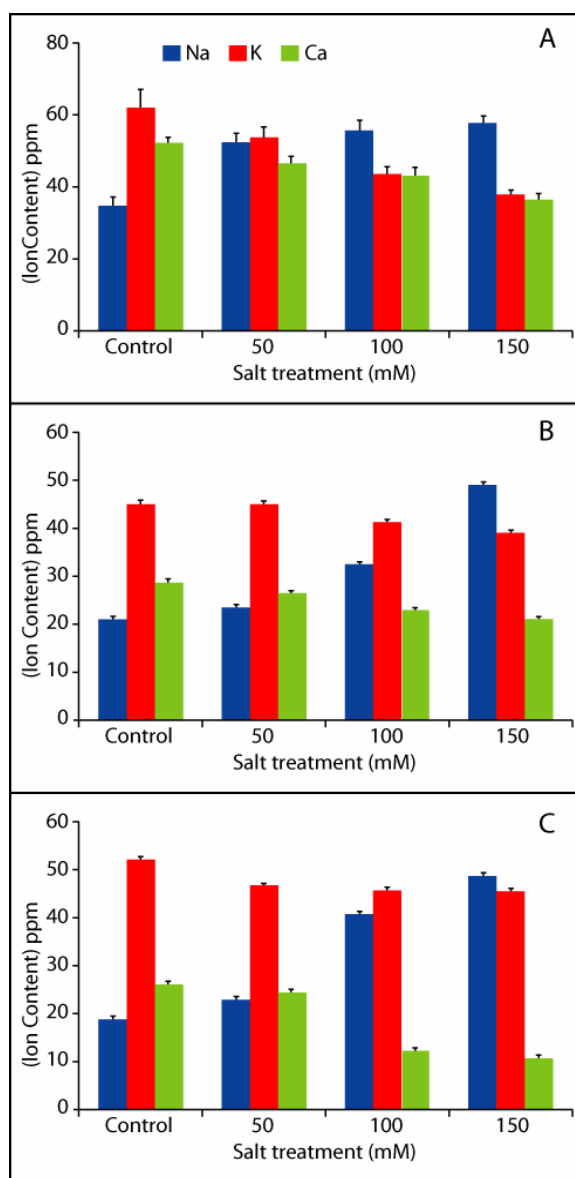 A
Na K Ca
80
60
40
20
0
(IonContent) ppm
Control 50 100 150
Salt treatment (mM)
B
60
50
40
30
20
10
0
(Ion Content) ppm
Control 50 100 150
Salt treatment (mM)
C
60
50
40
30
20
10
0
(Ion Content) ppm
Control 50 100 150
Salt treatment (mM)